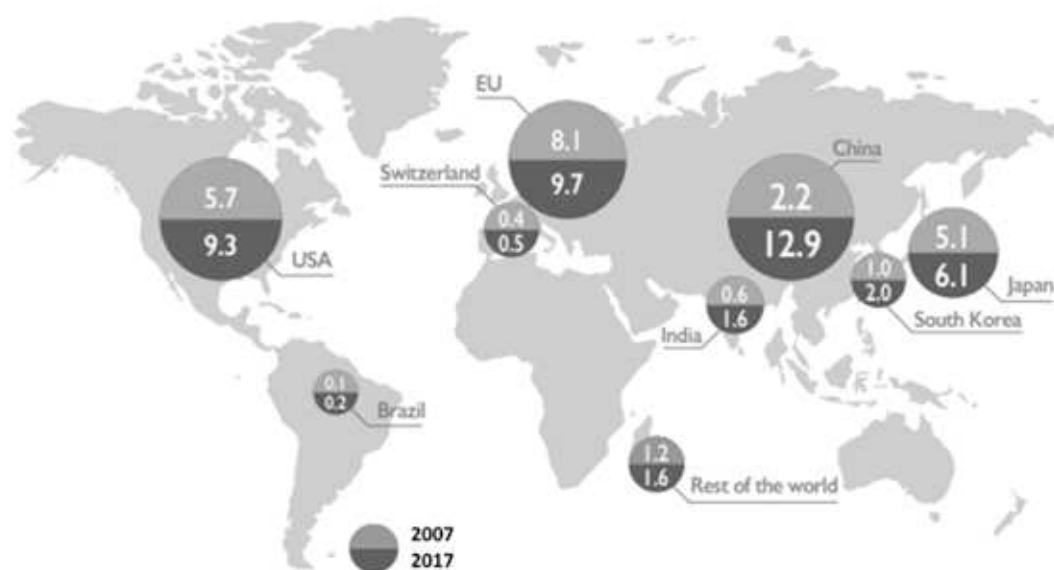 EU
8.1
9.7
Switzerland
0.4
0.5
China
2.2
12.9
5.7
9.3
USA
5.1
6.1
Japan
1.0
2.0
South Korea
0.6
1.6
India
0.1
0.2
Brazil
1.2
1.6
Rest of the world
2007
2017